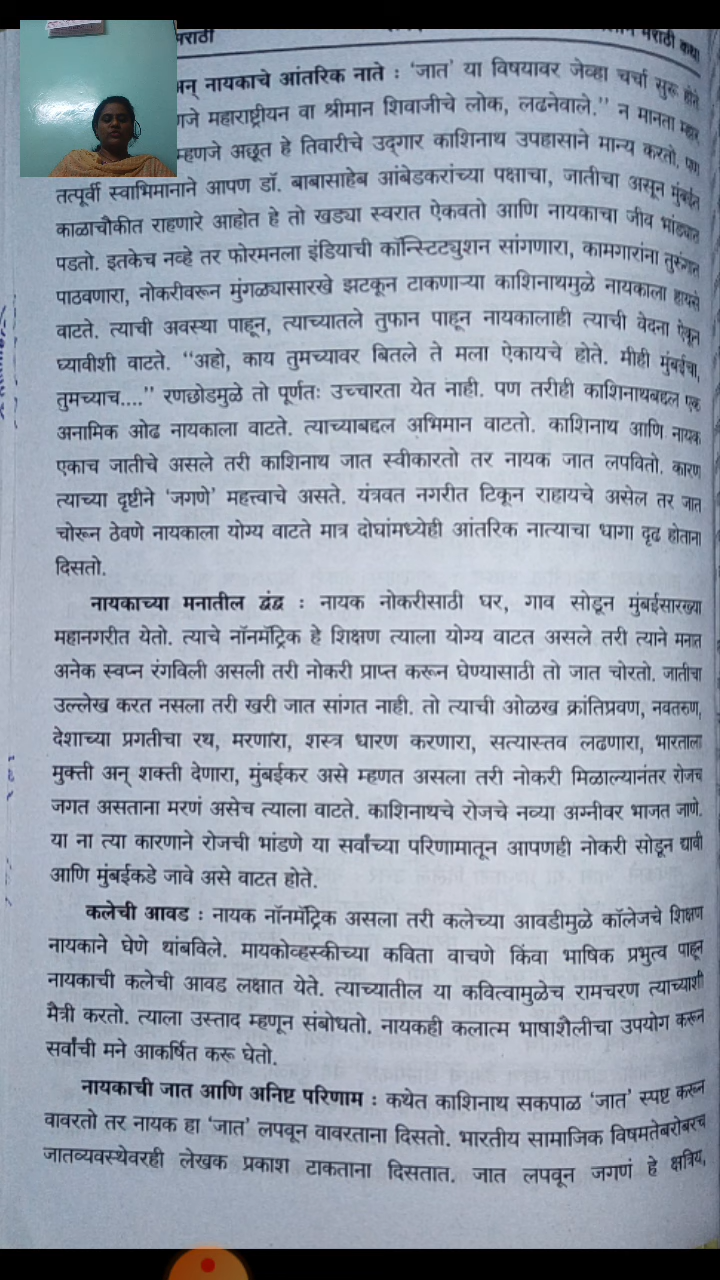 मराठी
मराठी कथा
अन् नायकाचे आंतरिक नाते : ‘जात’ या विषयावर जेव्हा चर्चा सुरू होते
महाराष्ट्रीयन वा श्रीमान शिवाजीचे लोक, लढनेवाले.” न मानता म्हार
म्हणजे अछूत हे तिवारीचे उद्‌गार काशिनाथ उपहासाने मान्य करतो. पण
तत्पूर्वी स्वाभिमानाने आपण डॉ. बाबासाहेब आंबेडकरांच्या पक्षाचा, जातीचा असून मुंबईत
काळाचौकीत राहणारे आहोत हे तो खड्या स्वरात ऐकवतो आणि नायकाचा जीव भांड्यात
पडतो. इतकेच नव्हे तर फोरमनला इंडियाची कॉन्स्टिट्युशन सांगणारा, कामगारांना तुरुंगात
पाठवणारा, नोकरीवरून मुंगळ्यासारखे झटकून टाकणाऱ्या काशिनाथमुळे नायकाला हायसे
वाटते. त्याची अवस्था पाहून, त्याच्यातले तुफान पाहून नायकालाही त्याची वेदना ऐकून
घ्यावीशी वाटते. “अहो, काय तुमच्यावर बितले ते मला ऐकायचे होते. मीही मुंबईचा,
तुमच्याच....” रणछोडमुळे तो पूर्णतः उच्चारता येत नाही. पण तरीही काशिनाथबद्दल एक
अनामिक ओढ नायकाला वाटते. त्याच्याबद्दल अभिमान वाटतो. काशिनाथ आणि नायक
एकाच जातीचे असले तरी काशिनाथ जात स्वीकारतो तर नायक जात लपवितो. कारण
त्याच्या दृष्टीने ‘जगणे’ महत्त्वाचे असते. यंत्रवत नगरीत टिकून राहायचे असेल तर जात
चोरून ठेवणे नायकाला योग्य वाटते मात्र दोघांमध्येही आंतरिक नात्याचा धागा दृढ होताना
दिसतो.
नायकाच्या मनातील द्वंद्व : नायक नोकरीसाठी घर, गाव सोडून मुंबईसारख्या
महानगरीत येतो. त्याचे नॉनमॅट्रिक हे शिक्षण त्याला योग्य वाटत असले तरी त्याने मनात
अनेक स्वप्न रंगविली असली तरी नोकरी प्राप्त करून घेण्यासाठी तो जात चोरतो. जातीचा
उल्लेख करत नसला तरी खरी जात सांगत नाही. तो त्याची ओळख क्रांतिप्रवण, नवतरुण,
देशाच्या प्रगतीचा रथ, मरणारा, शस्त्र धारण करणारा, सत्यास्तव लढणारा, भारताला
मुक्ती अन् शक्ती देणारा, मुंबईकर असे म्हणत असला तरी नोकरी मिळाल्यानंतर रोजच
जगत असताना मरणं असेच त्याला वाटते. काशिनाथचे रोजचे नव्या अग्नीवर भाजत जाणे.
या ना त्या कारणाने रोजची भांडणे या सर्वांच्या परिणामातून आपणही नोकरी सोडून द्यावी
आणि मुंबईकडे जावे असे वाटत होते.
कलेची आवड : नायक नॉनमॅट्रिक असला तरी कलेच्या आवडीमुळे कॉलेजचे शिक्षण
नायकाने घेणे थांबविले. मायकोव्हस्कीच्या कविता वाचणे किंवा भाषिक प्रभुत्व पाहून
नायकाची कलेची आवड लक्षात येते. त्याच्यातील या कवित्वामुळेच रामचरण त्याच्याशी
मैत्री करतो. त्याला उस्ताद म्हणून संबोधतो. नायकही कलात्म भाषाशैलीचा उपयोग करून
सर्वांची मने आकर्षित करू घेतो.
नायकाची जात आणि अनिष्ट परिणाम : कथेत काशिनाथ सकपाळ ‘जात’ स्पष्ट करून
वावरतो तर नायक हा ‘जात’ लपवून वावरताना दिसतो. भारतीय सामाजिक विषमतेबरोबरच
जातव्यवस्थेवरही लेखक प्रकाश टाकताना दिसतात. जात लपवून जगणं हे क्षत्रिय,